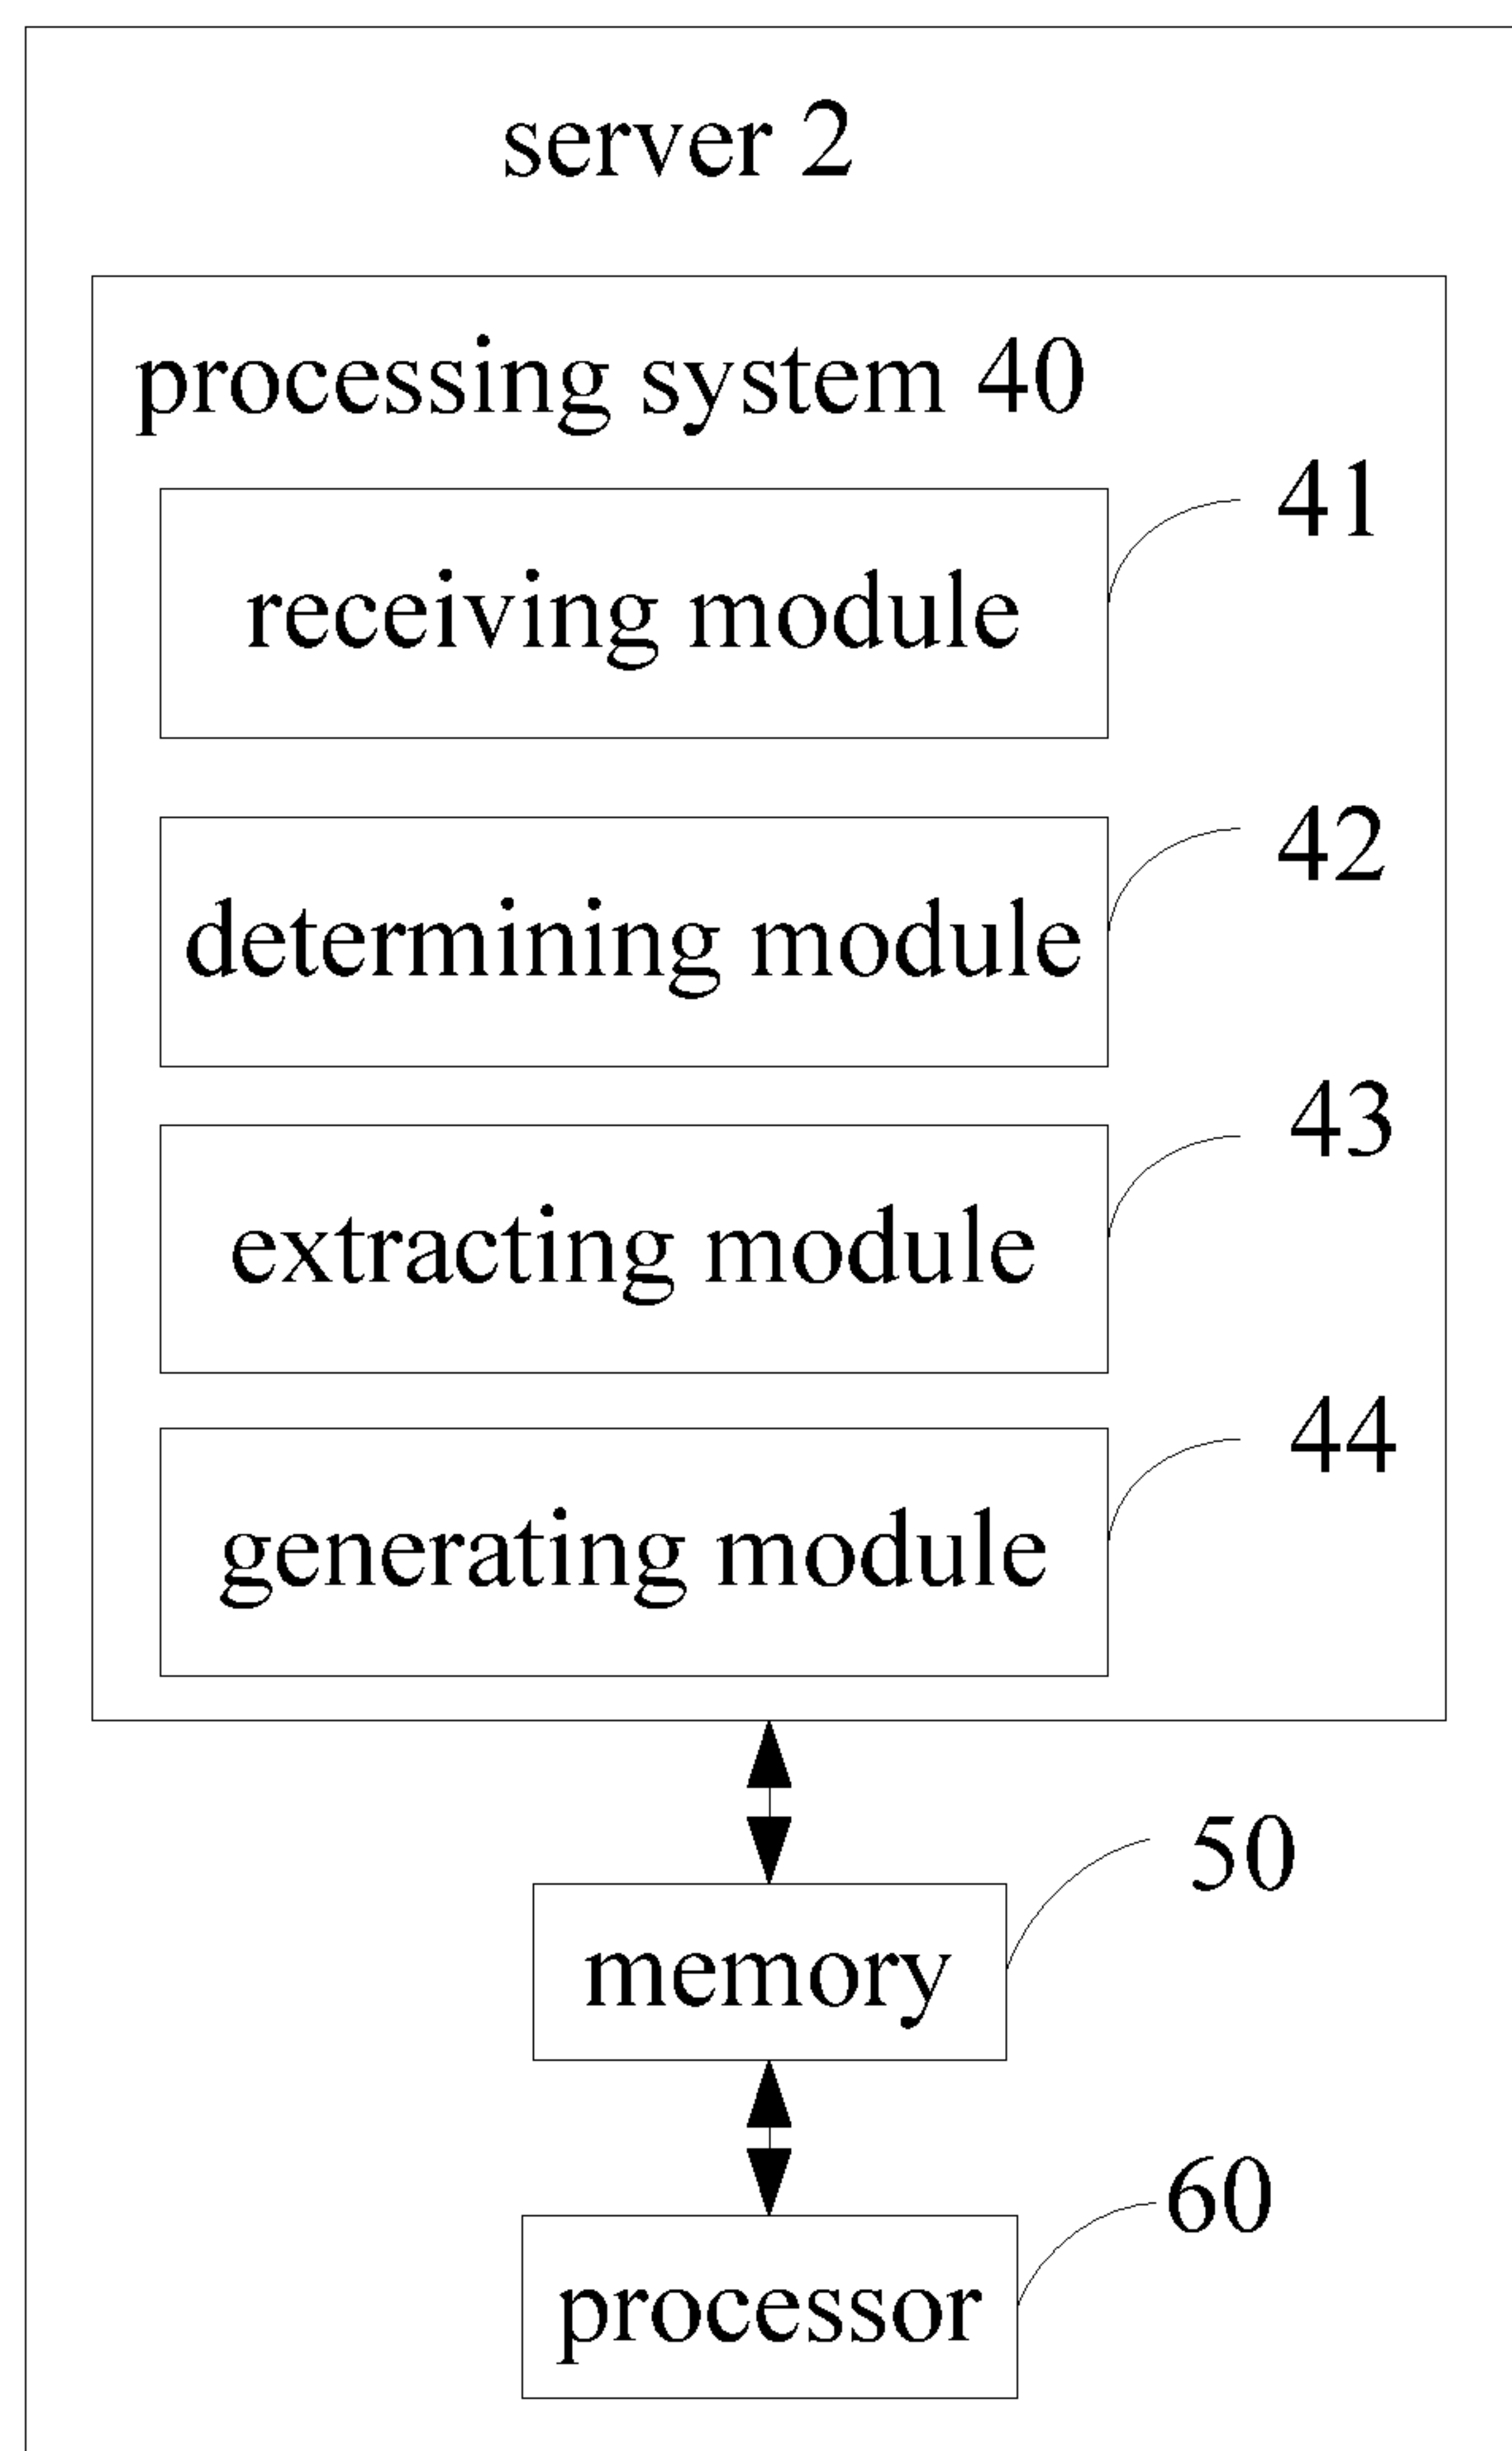 server 2
processing system 40
41
receiving module
42
determining module
43
extracting module
44
generating module
50
memory
60
processor